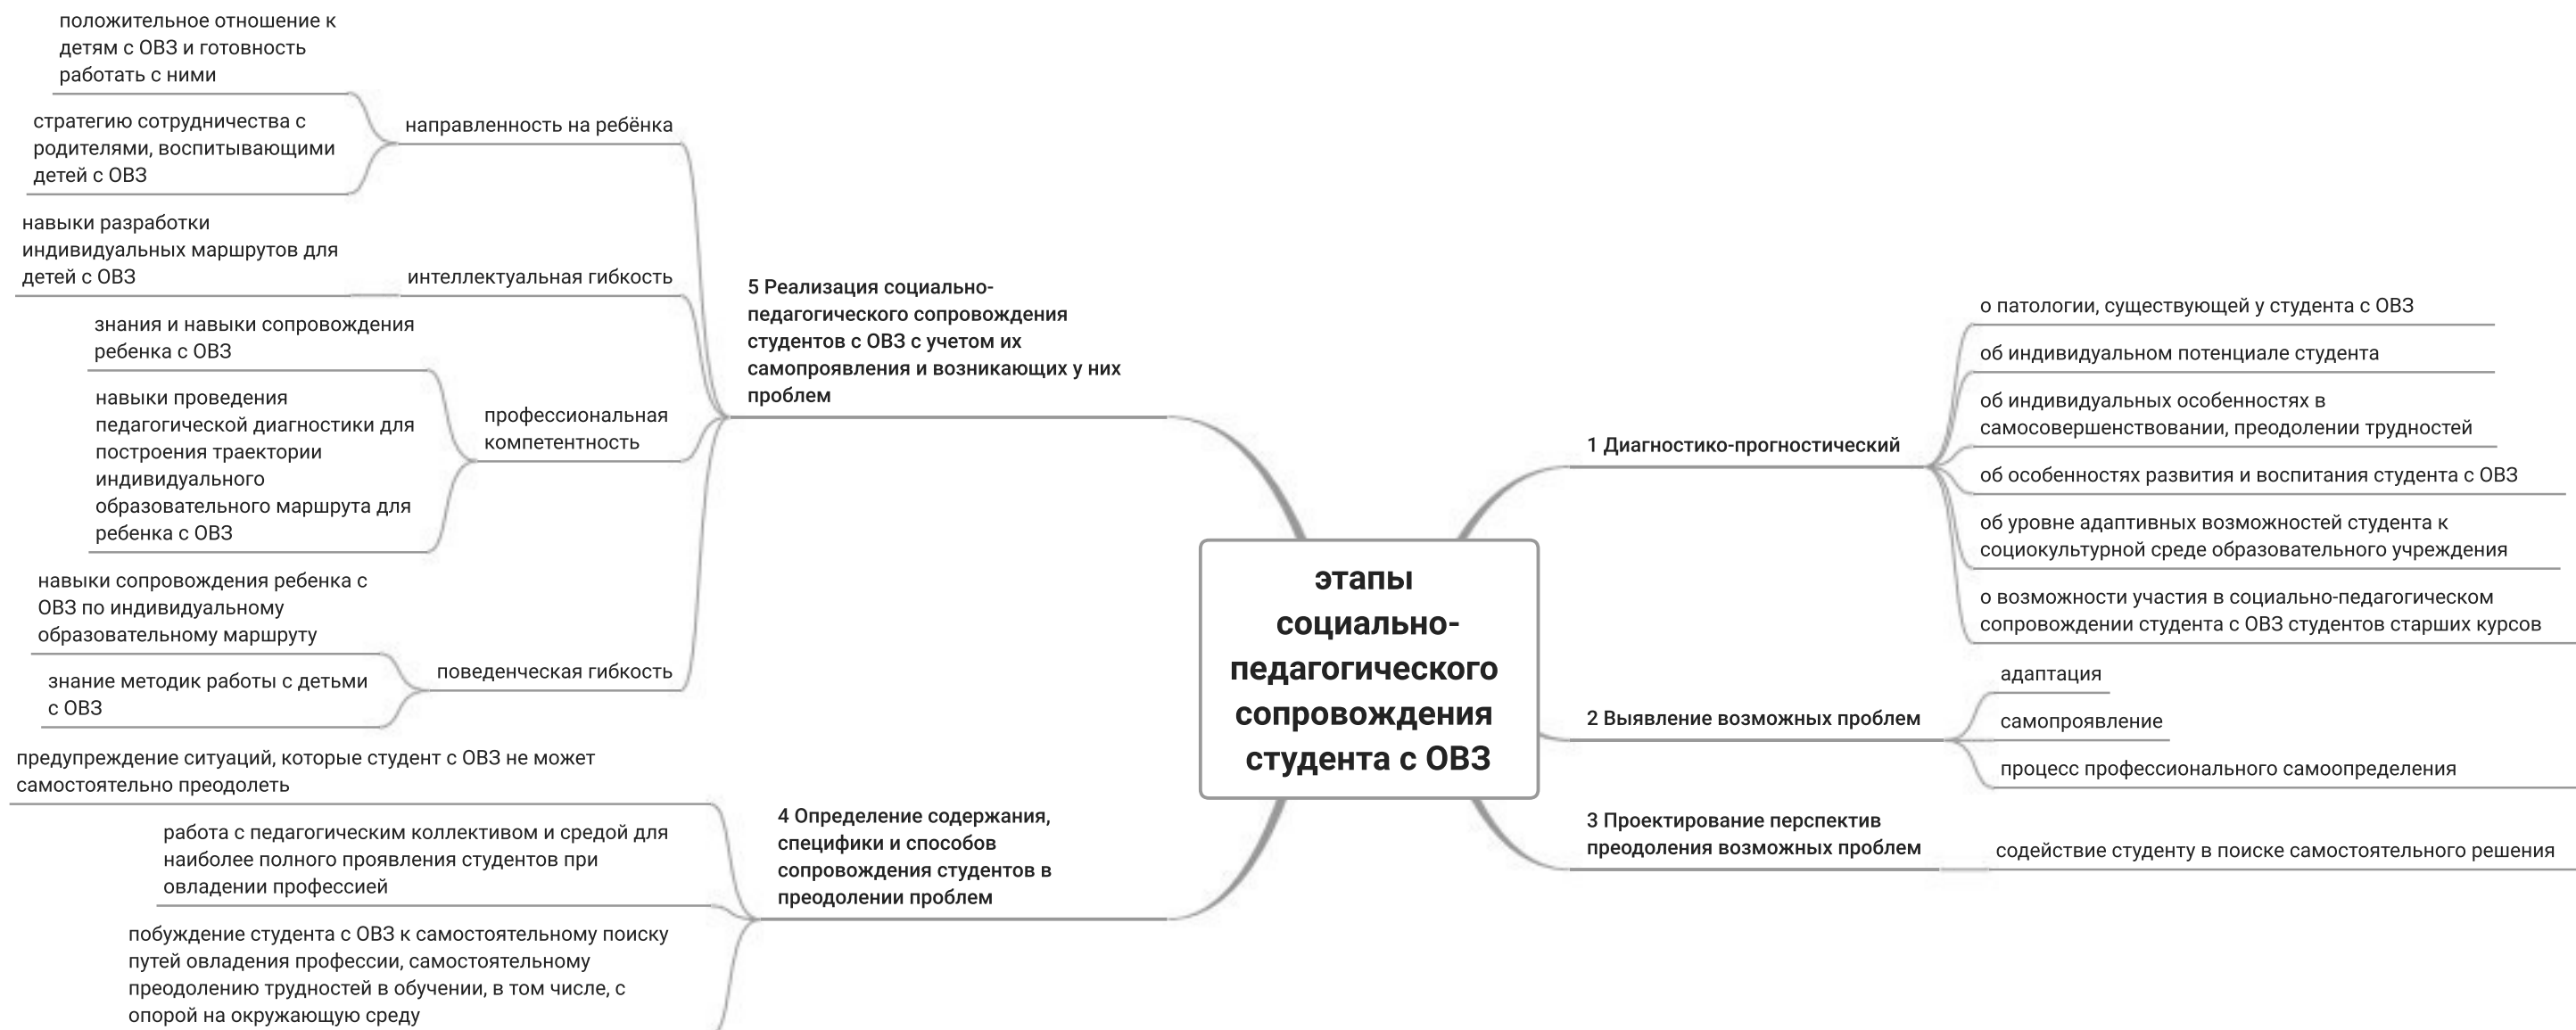 этапы
социально-
педагогического
сопровождения
студента с ОВЗ
1 Диагностико-прогностический
о патологии, существующей у студента с ОВЗ
об индивидуальном потенциале студента
об индивидуальных особенностях в
самосовершенствовании, преодолении трудностей
об особенностях развития и воспитания студента с ОВЗ
об уровне адаптивных возможностей студента к
социокультурной среде образовательного учреждения
о возможности участия в социально-педагогическом
сопровождении студента с ОВЗ студентов старших курсов
2 Выявление возможных проблем
адаптация
самопроявление
процесс профессионального самоопределения
3 Проектирование перспектив
преодоления возможных проблем
содействие студенту в поиске самостоятельного решения
4 Определение содержания,
специфики и способов
сопровождения студентов в
преодолении проблем
предупреждение ситуаций, которые студент с ОВЗ не может
самостоятельно преодолеть
работа с педагогическим коллективом и средой для
наиболее полного проявления студентов при
овладении профессией
побуждение студента с ОВЗ к самостоятельному поиску
путей овладения профессии, самостоятельному
преодолению трудностей в обучении, в том числе, с
опорой на окружающую среду
5 Реализация социально-
педагогического сопровождения
студентов с ОВЗ с учетом их
самопроявления и возникающих у них
проблем
направленность на ребёнка
положительное отношение к
детям с ОВЗ и готовность
работать с ними
стратегию сотрудничества с
родителями, воспитывающими
детей с ОВЗ
интеллектуальная гибкость
навыки разработки
индивидуальных маршрутов для
детей с ОВЗ
профессиональная
компетентность
знания и навыки сопровождения
ребенка с ОВЗ
навыки проведения
педагогической диагностики для
построения траектории
индивидуального
образовательного маршрута для
ребенка с ОВЗ
поведенческая гибкость
навыки сопровождения ребенка с
ОВЗ по индивидуальному
образовательному маршруту
знание методик работы с детьми
с ОВЗ